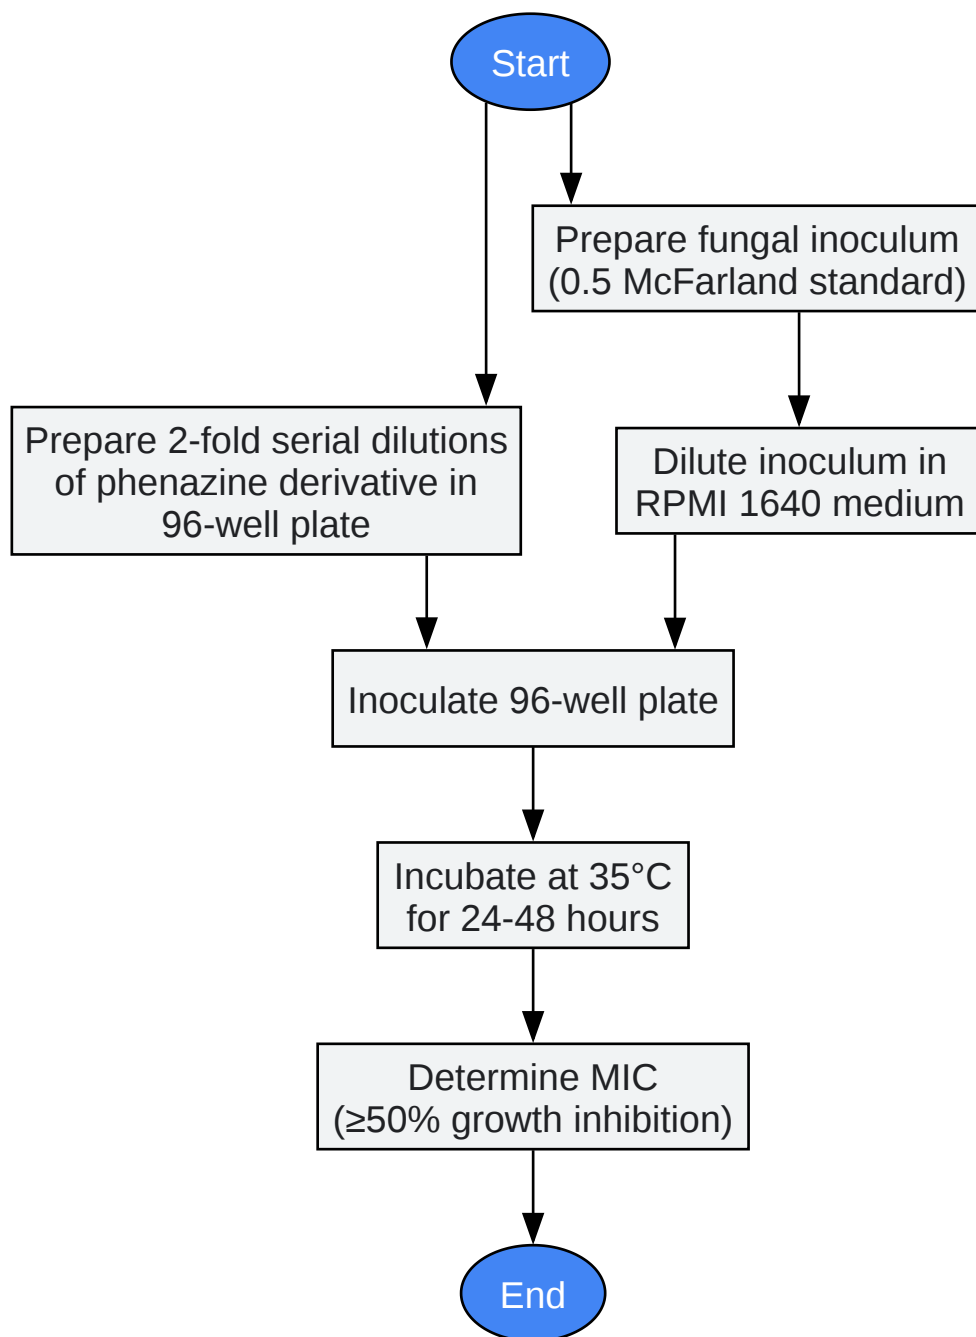 Start
Prepare fungal inoculum
(0.5 McFarland standard)
Prepare 2-fold serial dilutions
of phenazine derivative in
96-well plate
Dilute inoculum in
RPMI 1640 medium
Inoculate 96-well plate
Incubate at 35°C
for 24-48 hours
Determine MIC
(≥50% growth inhibition)
End